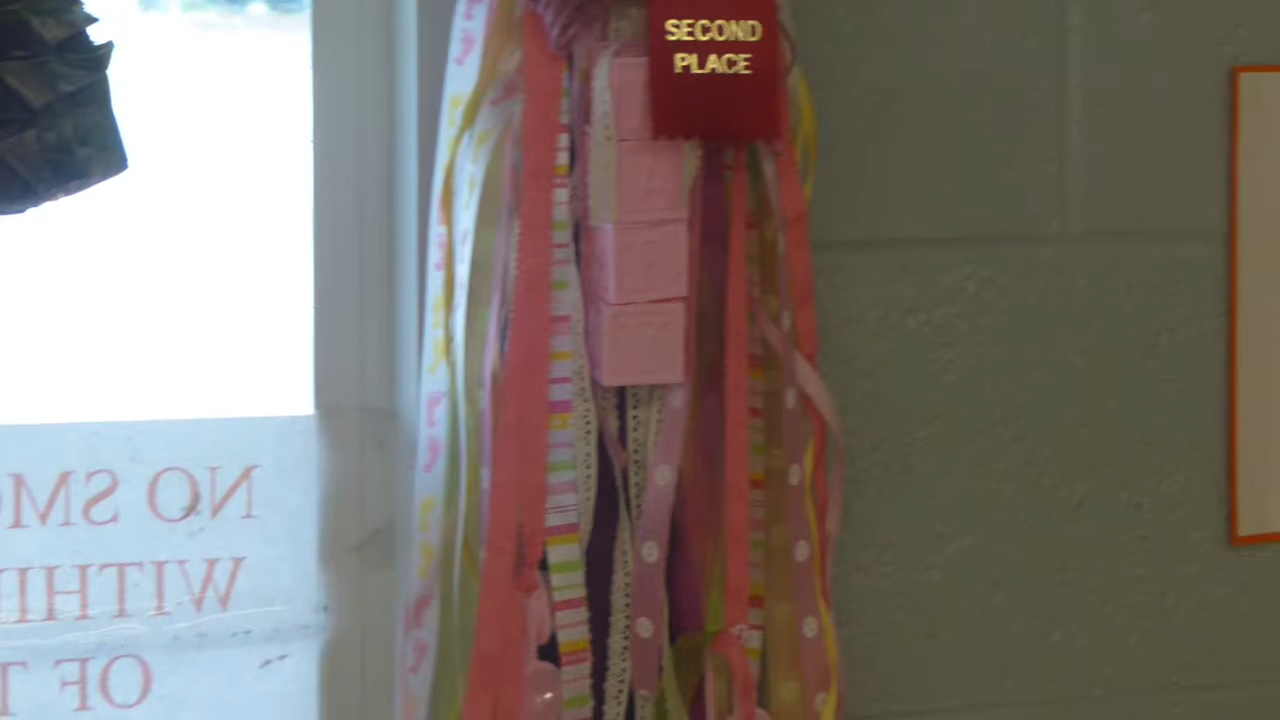 SECOND
PLACE
NO SMO
WITHI
OF T